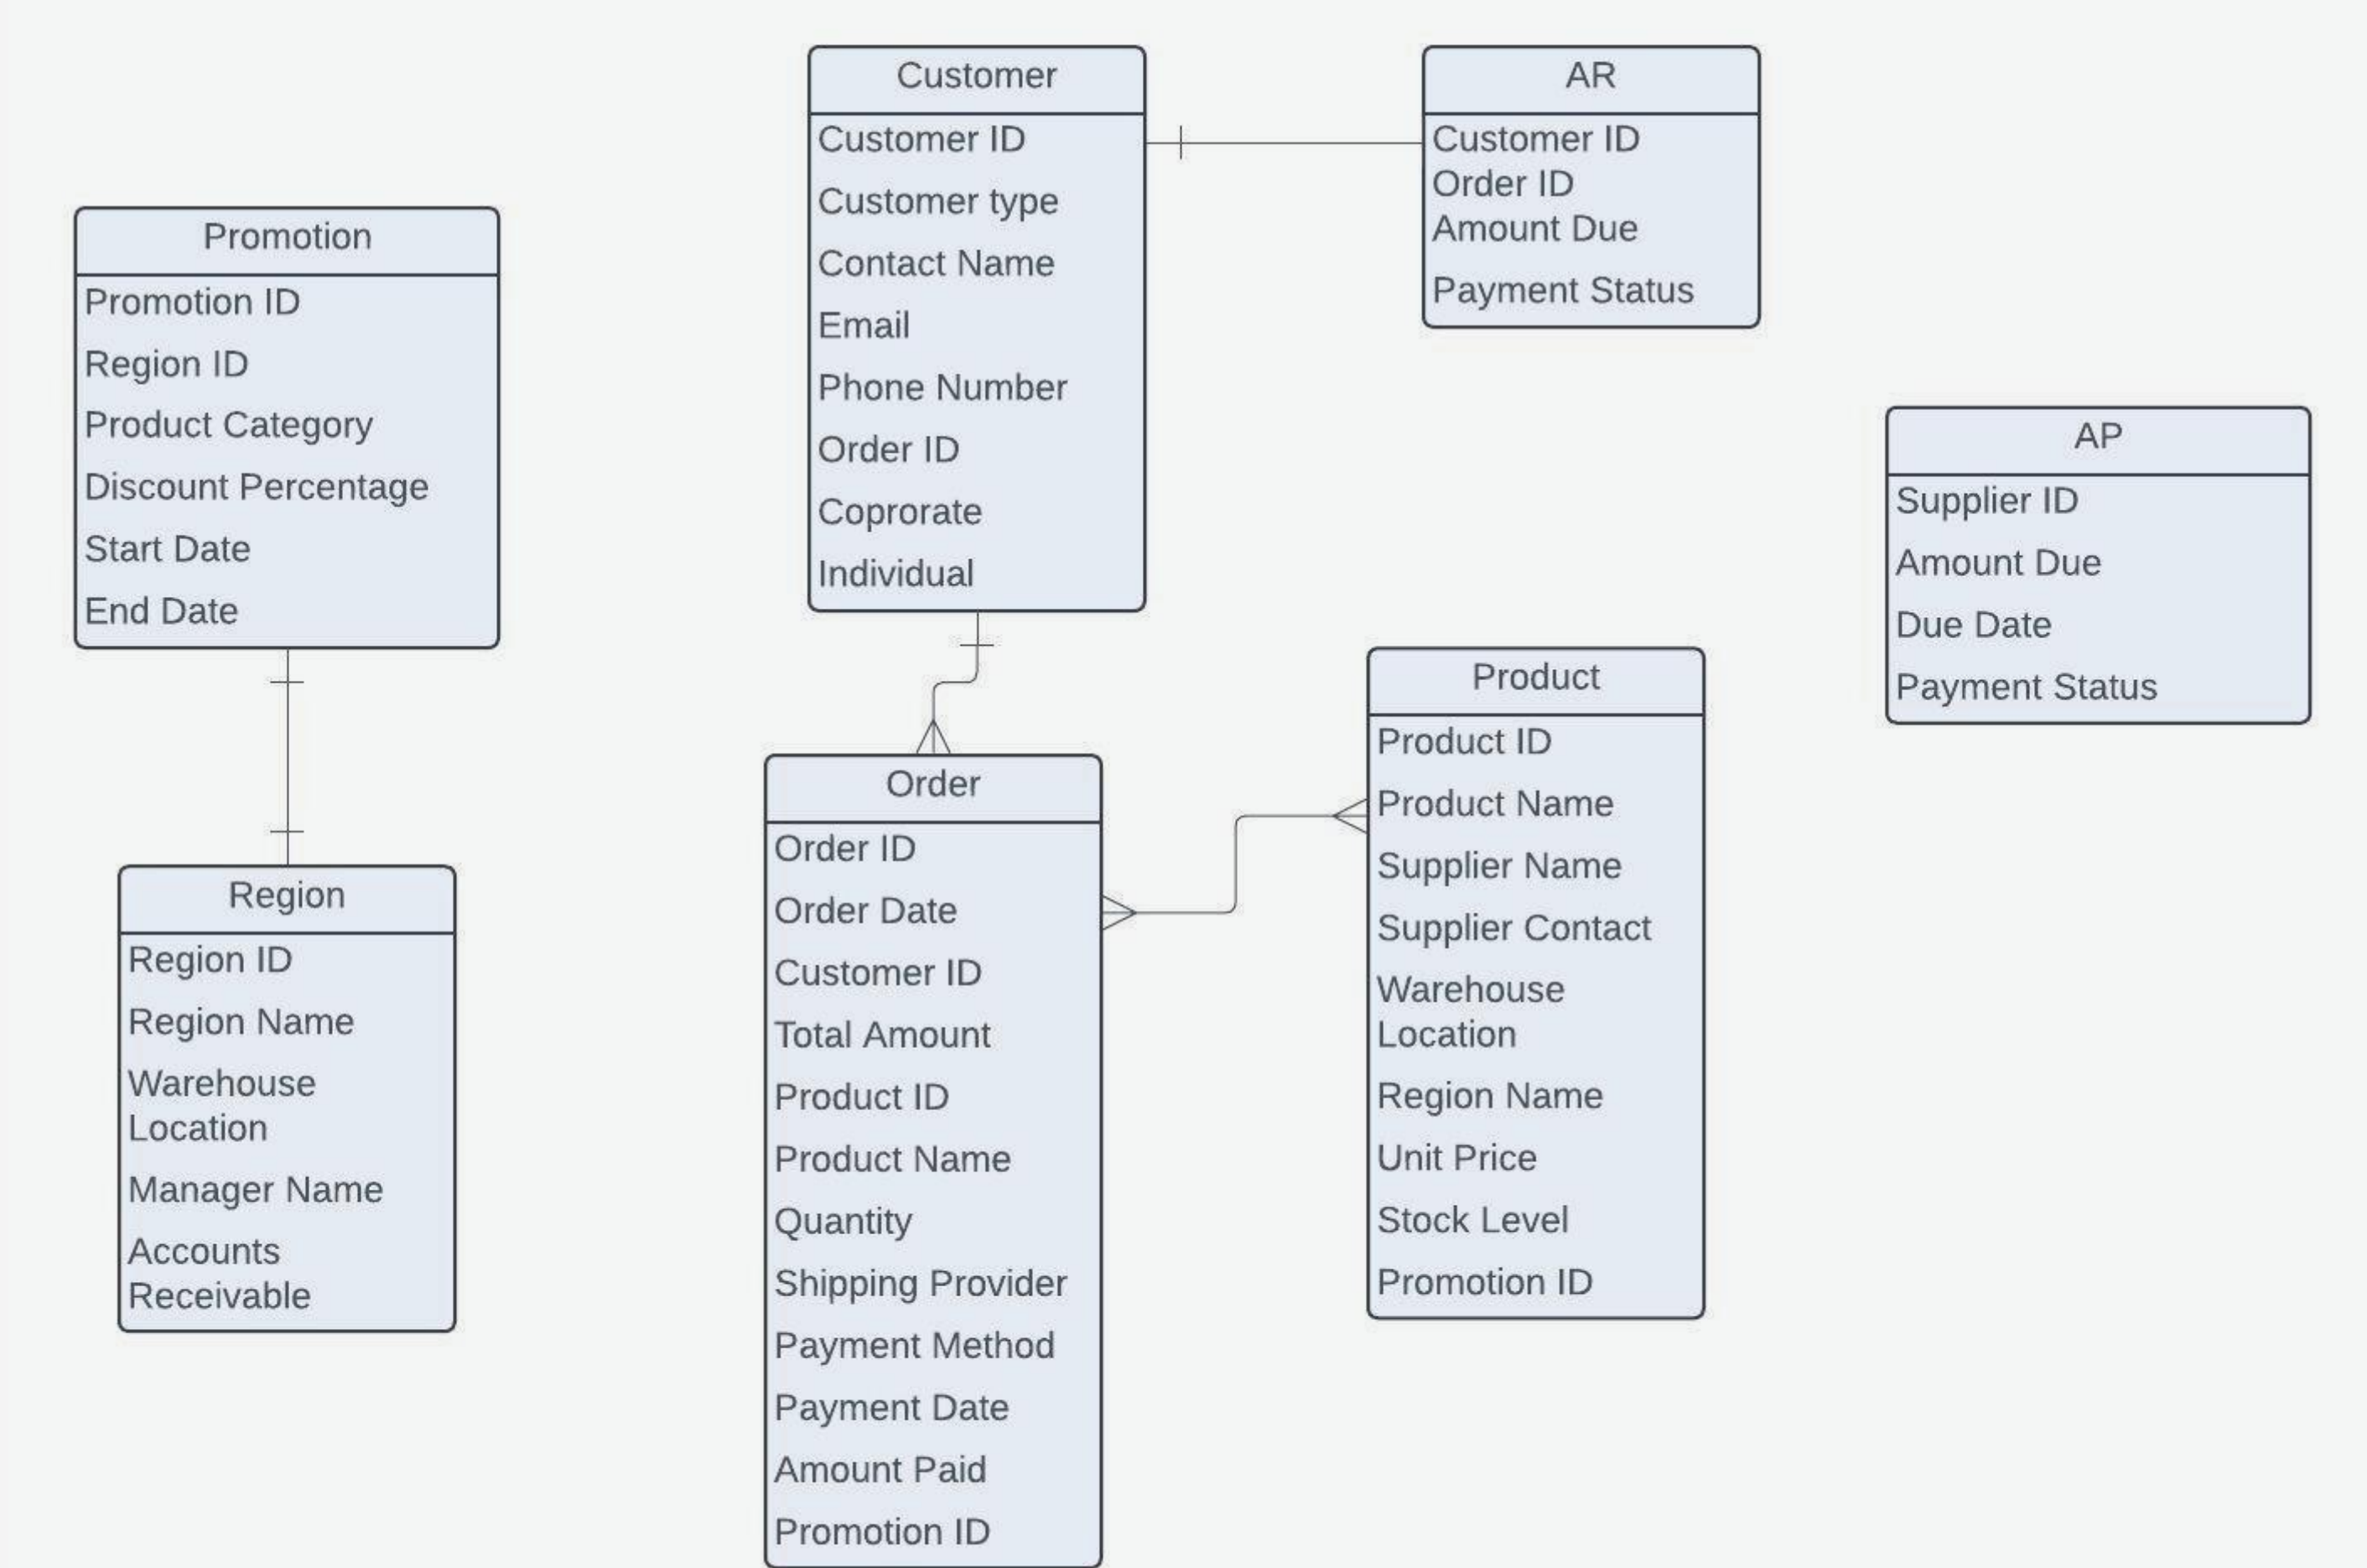 Promotion
Promotion ID
Region ID
Product Category
Discount Percentage
Start Date
End Date
Region
Region ID
Region Name
Warehouse
Location
Manager Name
Accounts
Receivable
Customer
Customer ID
Customer type
Contact Name
Email
Phone Number
Order ID
Coprorate
Individual
Order
Order ID
Order Date
Customer ID
Total Amount
Product ID
Product Name
Quantity
Shipping Provider
Payment Method
Payment Date
Amount Paid
Promotion ID
AR
Customer ID
Order ID
Amount Due
Payment Status
Product
Product ID
Product Name
Supplier Name
Supplier Contact
Warehouse
Location
Region Name
Unit Price
Stock Level
Promotion ID
AP
Supplier ID
Amount Due
Due Date
Payment Status